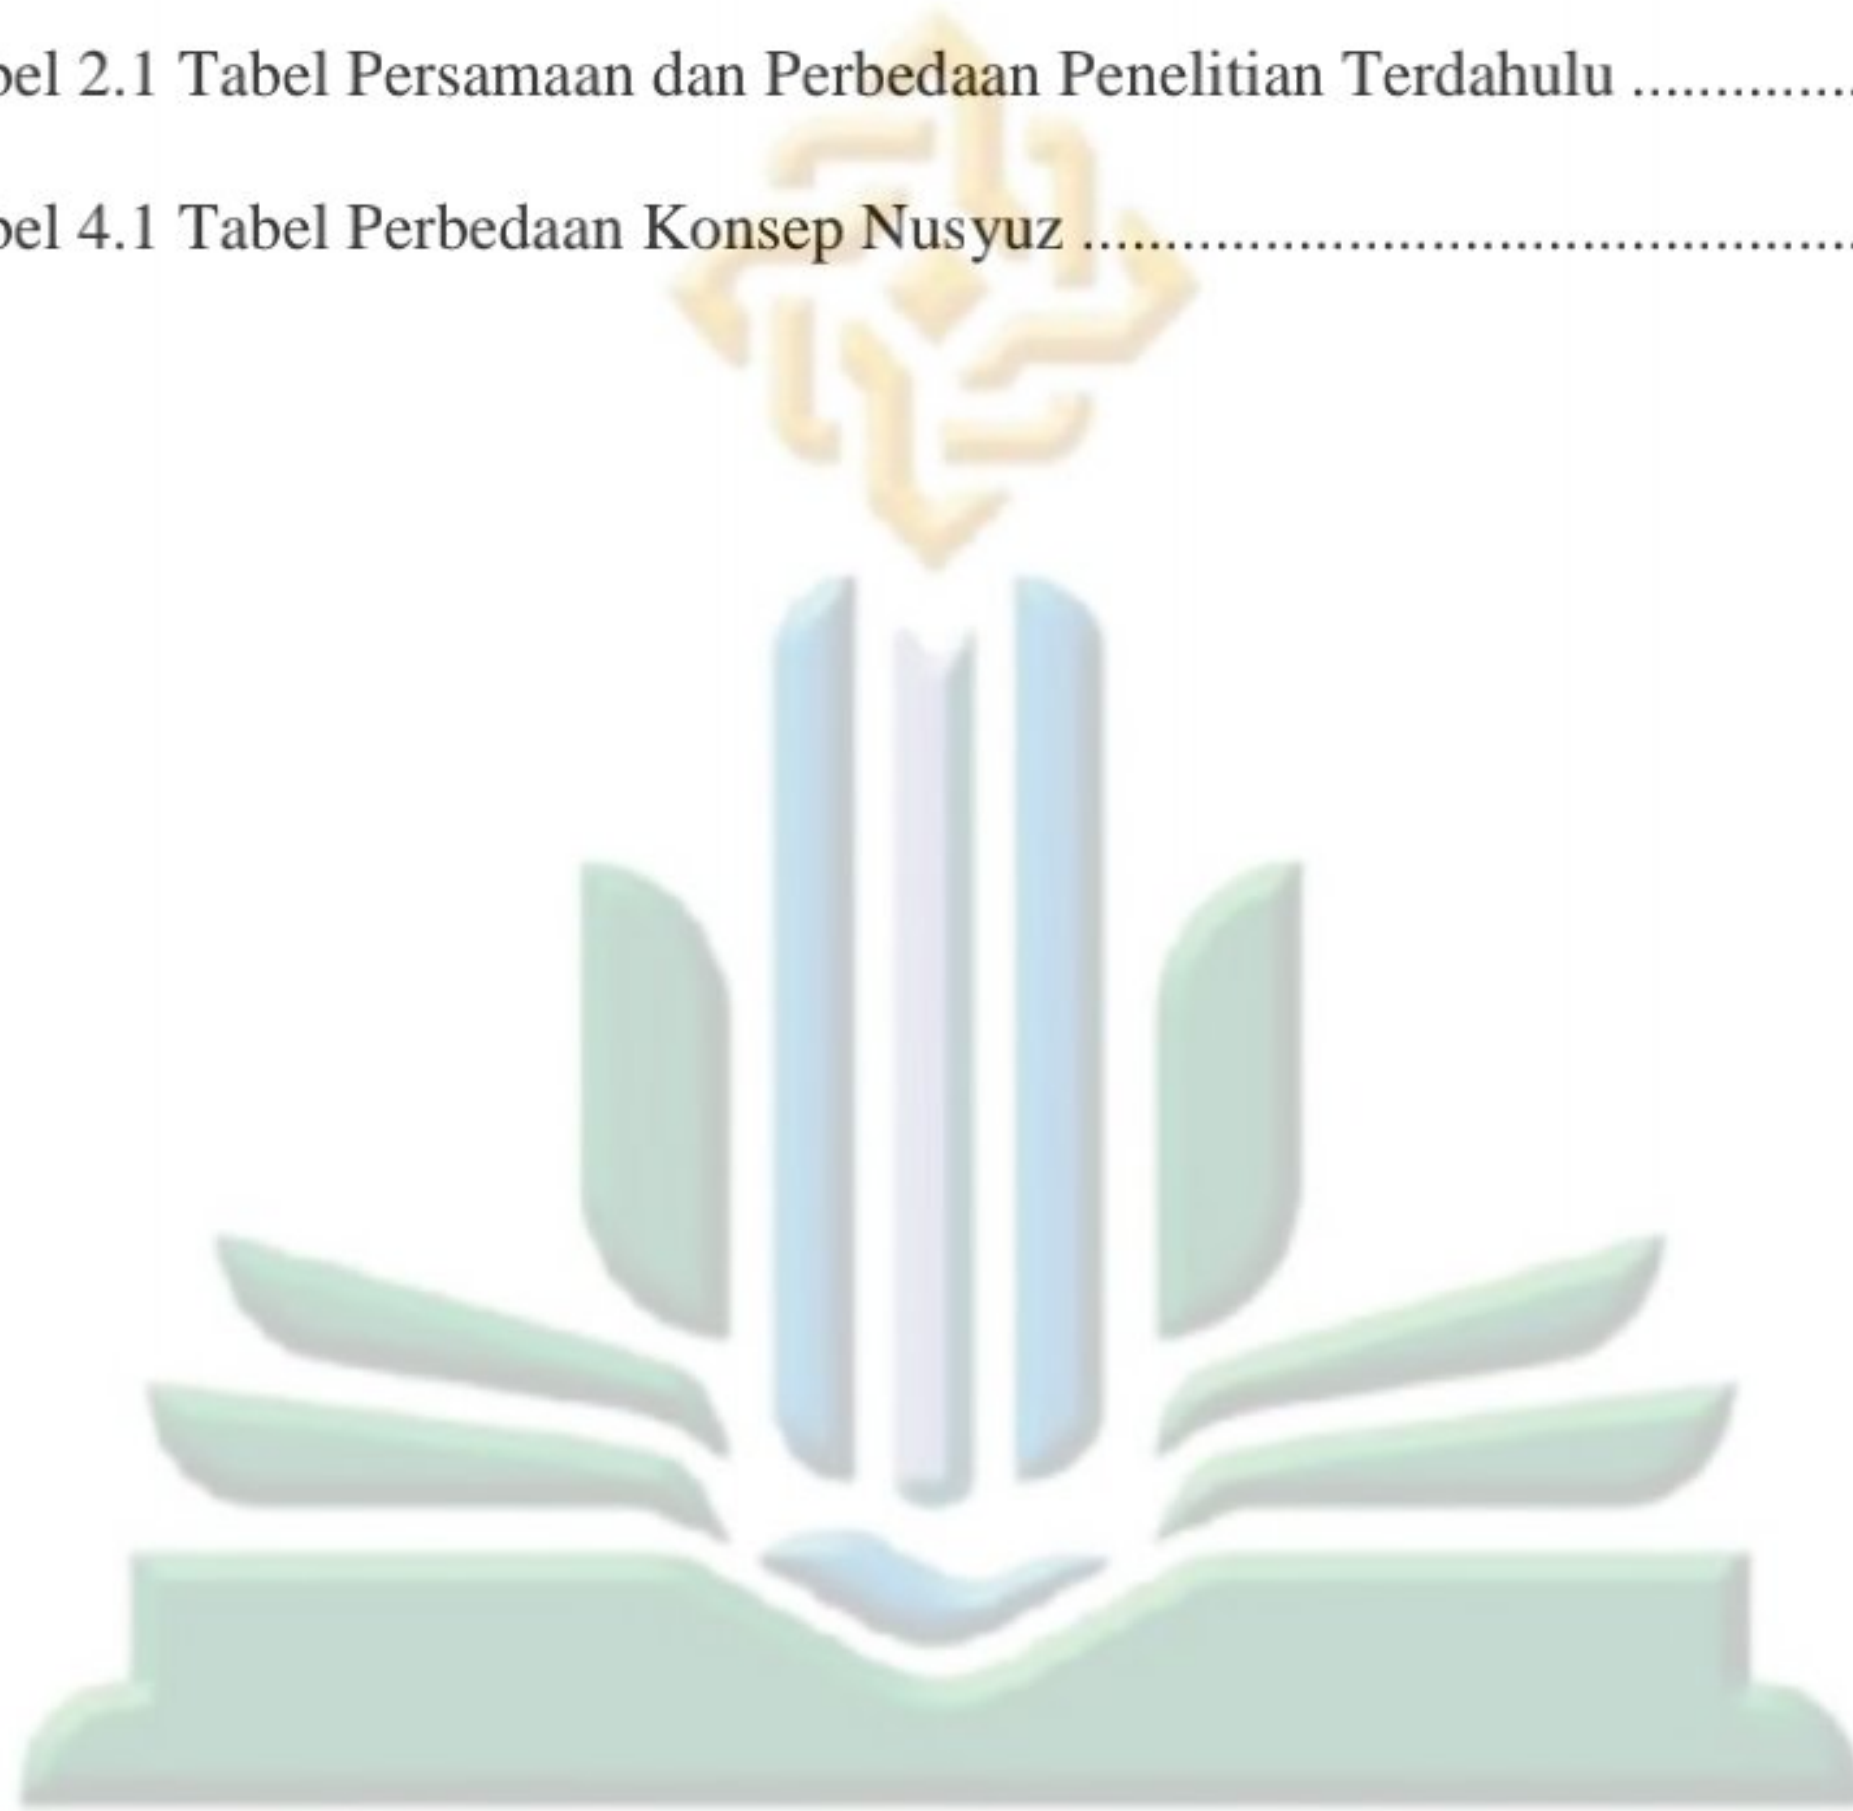 bel 2.1 Tabel Persamaan dan Perbedaan Penelitian Terdahulu .............
bel 4.1 Tabel Perbedaan Konsep Nusyuz ..............................................